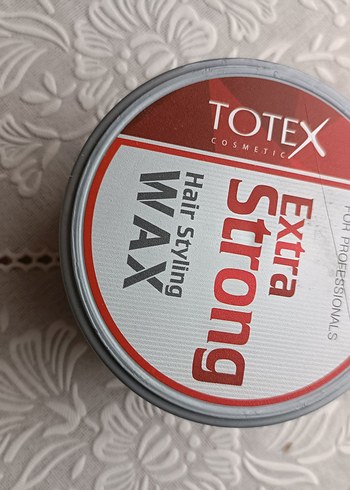 TOTEX
COSMETIC
FOR PROFESSIONALS
Extra
Strong
Hair Styling
WAX